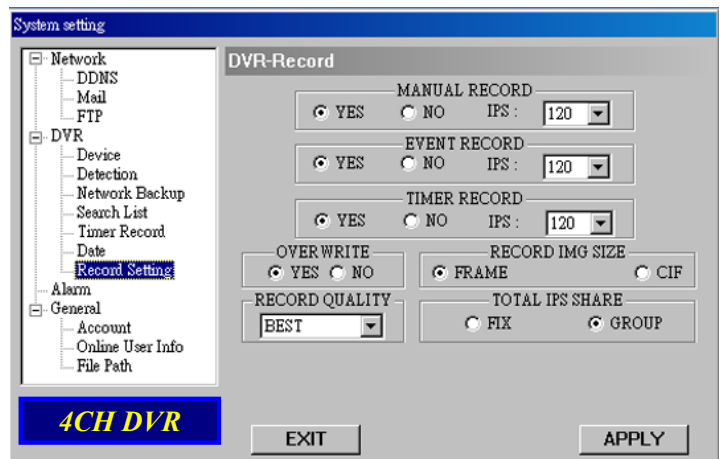 System setting
Network
DDNS
Mail
FTP
DVR
Device
Detection
Network Backup
Search List
Timer Record
Date
Record Setting
Alarm
General
Account
Online User Info
File Path
4CH DVR
DVR-Record
MANUAL RECORD
YES NO IPS : 120
EVENT RECORD
YES NO IPS : 120
TIMER RECORD
YES NO IPS : 120
OVERWRITE
YES NO
RECORD IMG SIZE
FRAME CIF
RECORD QUALITY
BEST
TOTAL IPS SHARE
FIX GROUP
EXIT APPLY